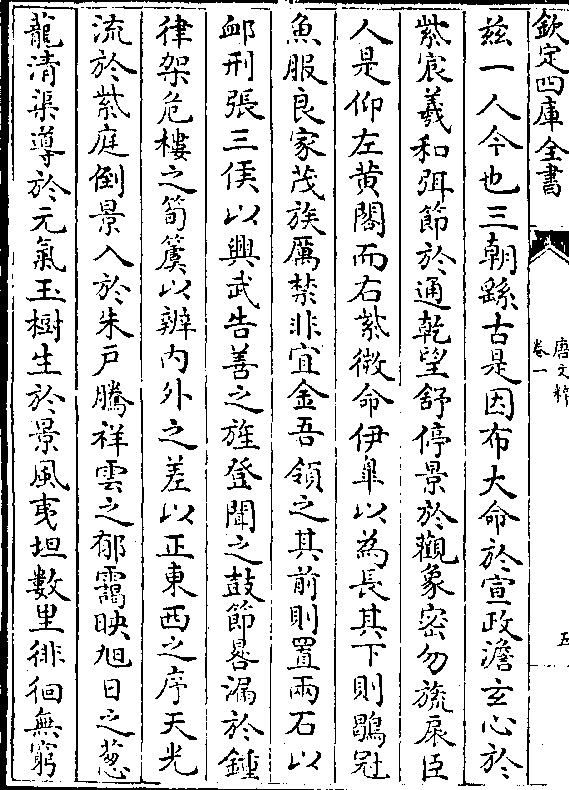 欽定四庫全書
唐文粹
卷一
五
兹一人今也三朝繇古是因布大命於宣政澹玄心於
紫宸羲和弭節於通乾望舒停景於觀象密勿旒扆臣
人是仰左黄閣而右紫微命伊臯以為長其下則鶡冠
魚服良家茂族厲禁非宜金吾領之其前則置兩石以
䘏刑張三侯以興武告善之旌登聞之鼓節晷漏於鍾
律架危樓之筍簴以辨内外之差以正東西之序天光
流於紫庭倒景入於朱户騰祥雲之郁靄映旭日之葱
蘢清渠導於元氣玉樹生於景風夷坦數里徘徊無窮